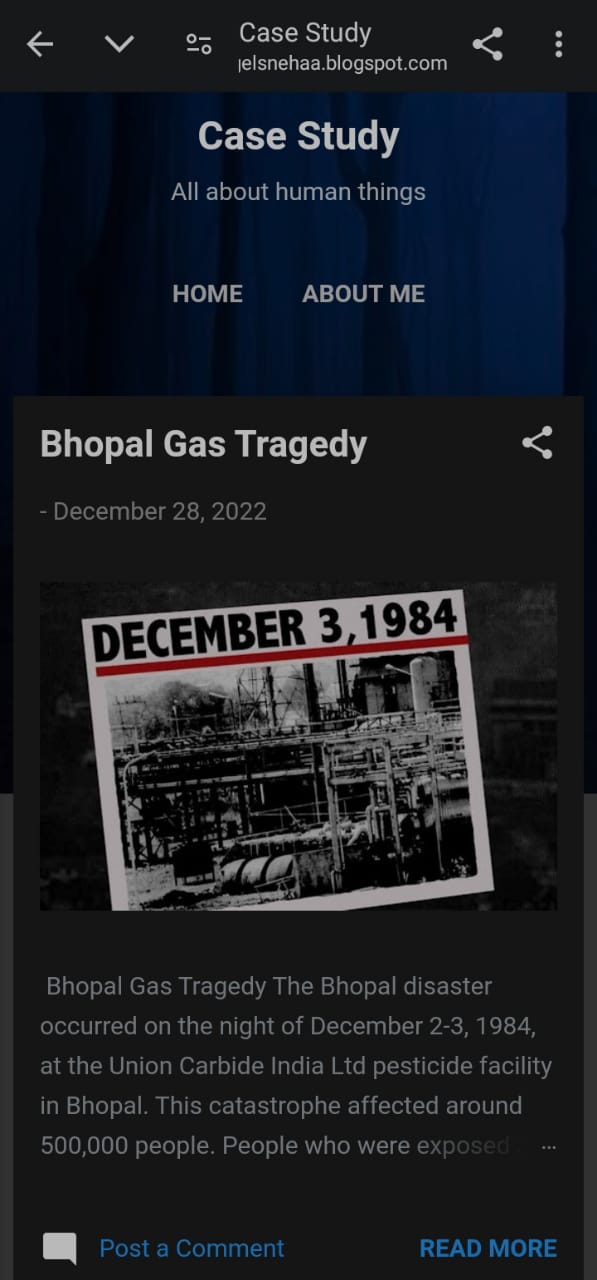 Case Study
elsnehaa.blogspot.com
Case Study
All about human things
HOME ABOUT ME
Bhopal Gas Tragedy
- December 28, 2022
DECEMBER 3,1984
Bhopal Gas Tragedy The Bhopal disaster
occurred on the night of December 2-3, 1984,
at the Union Carbide India Ltd pesticide facility
in Bhopal. This catastrophe affected around
500,000 people. People who were exposed ...
Post a Comment READ MORE